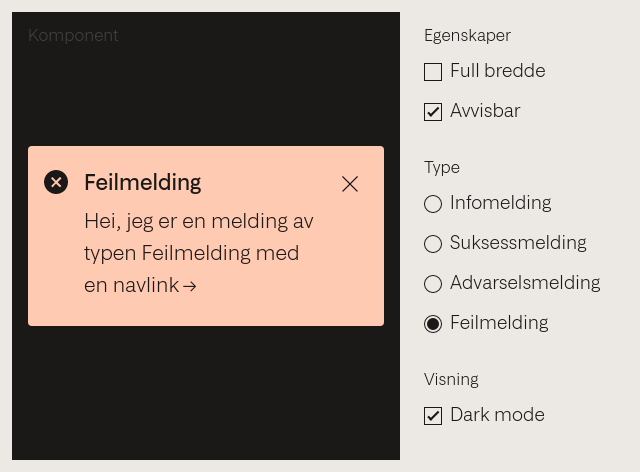 Komponent
Feilmelding
Hei, jeg er en melding av
typen Feilmelding med
en navlink→
Egenskaper
Full bredde
Avvisbar
Type
Infomelding
Suksessmelding
Advarselsmelding
Feilmelding
Visning
Dark mode